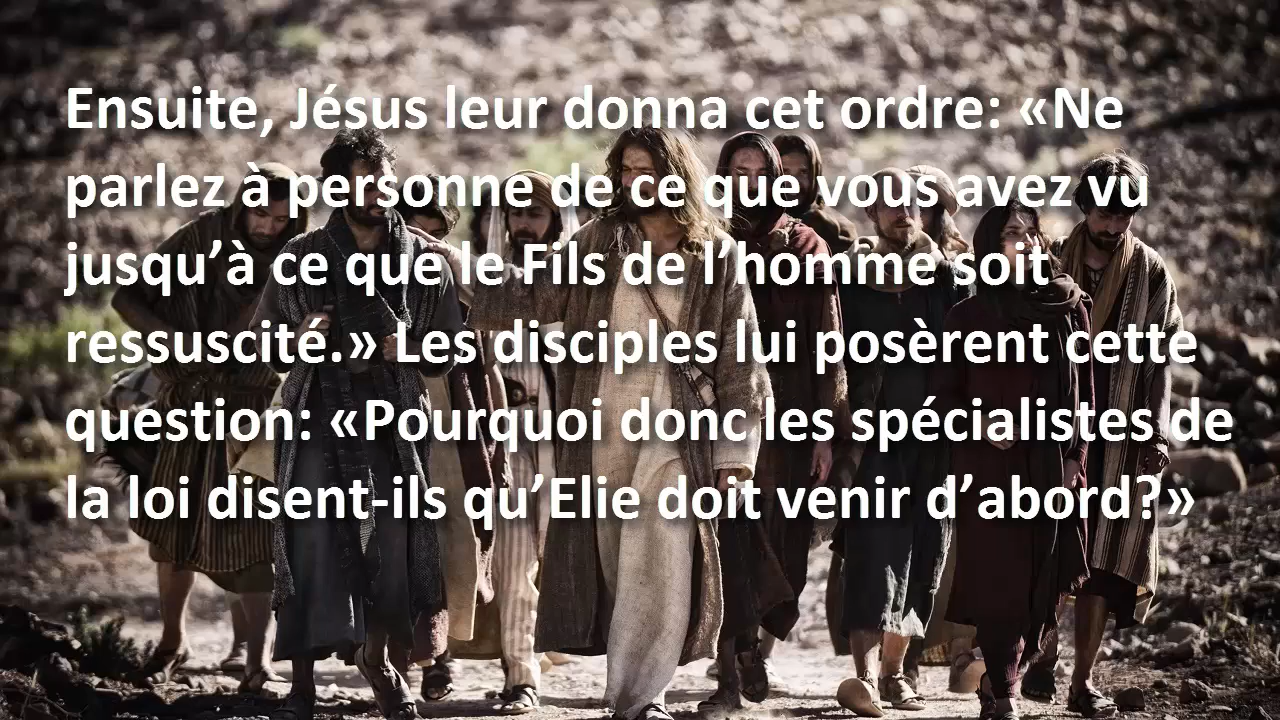 Ensuite, Jésus leur donna cet ordre: «Ne
parlez à personne de ce que vous avez vu
jusqu’à ce que le Fils de l’homme soit
ressuscité.» Les disciples lui posèrent cette
question: «Pourquoi donc les spécialistes de
la loi disent-ils qu’Elie doit venir d’abord?»